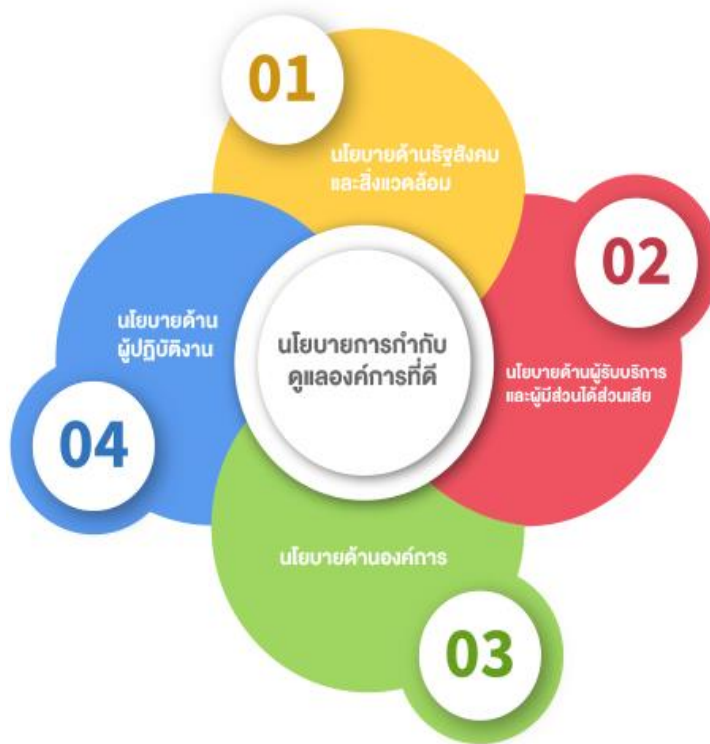 01
นโยบายด้านรัฐสังคม
และสิ่งแวดล้อม
02
นโยบายด้านผู้รับบริการ
และผู้มีส่วนได้ส่วนเสีย
นโยบายด้าน
ผู้ปฏิบัติงาน
04
นโยบายการกำกับ
ดูแลองค์การที่ดี
นโยบายด้านองค์การ
03